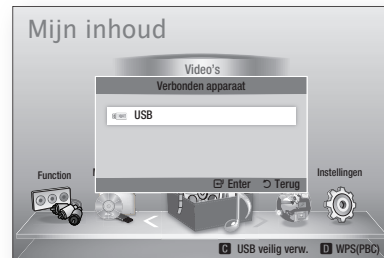 Mijn inhoud
Video's
Verbonden apparaat
USB
Enter Terug
Function
Instellingen
C USB veilig verw. D WPS(PBC)